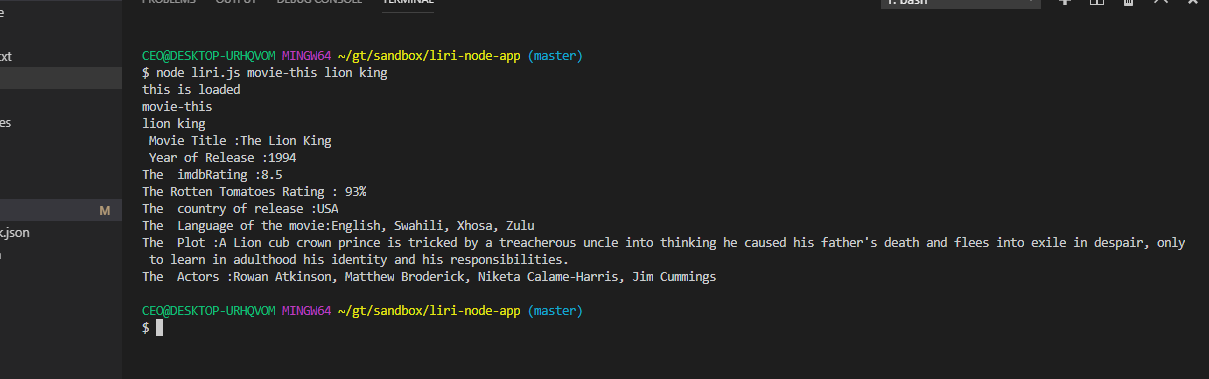 PROBLEMS OUTPUT DEBUG CONSOLE TERMINAL 1: bash
CEO@DESKTOP-URHQVOM MINGW64 ~/gt/sandbox/liri-node-app (master)
$ node liri.js movie-this lion king
this is loaded
movie-this
lion king
Movie Title :The Lion King
Year of Release :1994
The  imdbRating :8.5
The Rotten Tomatoes Rating : 93%
The  country of release :USA
The  Language of the movie:English, Swahili, Xhosa, Zulu
The  Plot :A Lion cub crown prince is tricked by a treacherous uncle into thinking he caused his father's death and flees into exile in despair, only
to learn in adulthood his identity and his responsibilities.
The  Actors :Rowan Atkinson, Matthew Broderick, Niketa Calame-Harris, Jim Cummings
CEO@DESKTOP-URHQVOM MINGW64 ~/gt/sandbox/liri-node-app (master)
$
M
.json